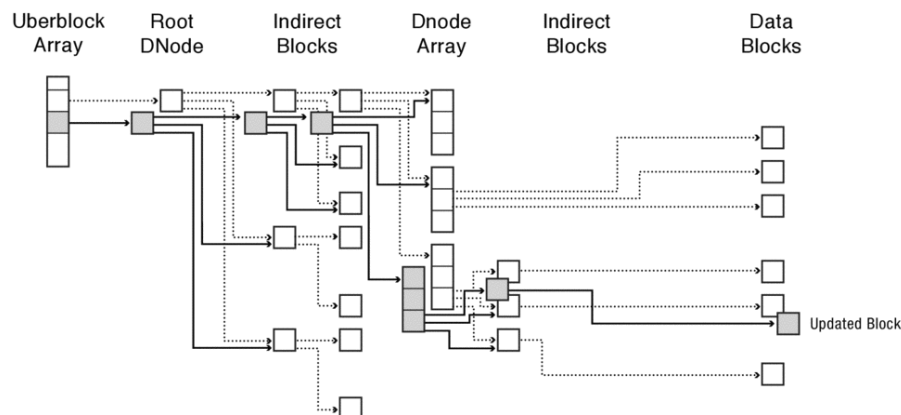 Uberblock
Array
Root
DNode
Indirect
Blocks
Dnode
Array
Indirect
Blocks
Data
Blocks
Updated Block